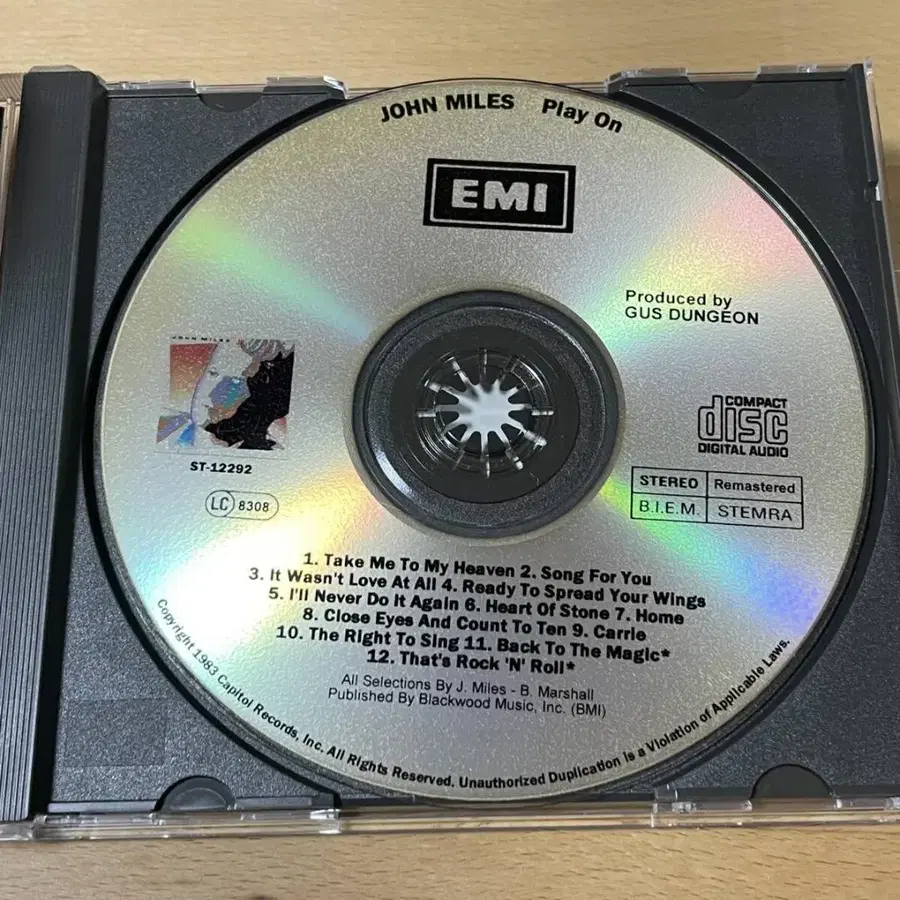 JOHN MILES Play On
EMI
Produced by
GUS DUNGEON
JOHN MILES
ST-12292
LC 8308
COMPACT
disc
DIGITAL AUDIO
STEREO Remastered
B.I.E.M. STEMRA
1. Take Me To My Heaven 2. Song For You
3. It Wasn't Love At All 4. Ready To Spread Your Wings
5. I'll Never Do It Again 6. Heart Of Stone 7. Home
8. Close Eyes And Count To Ten 9. Carrie
10. The Right To Sing 11. Back To The Magic*
12. That's Rock 'N' Roll*
All Selections By J. Miles - B. Marshall
Published By Blackwood Music, Inc. (BMI)
Copyright 1983 Capitol Records, Inc. All Rights Reserved. Unauthorized Duplication is a Violation of Applicable Laws.